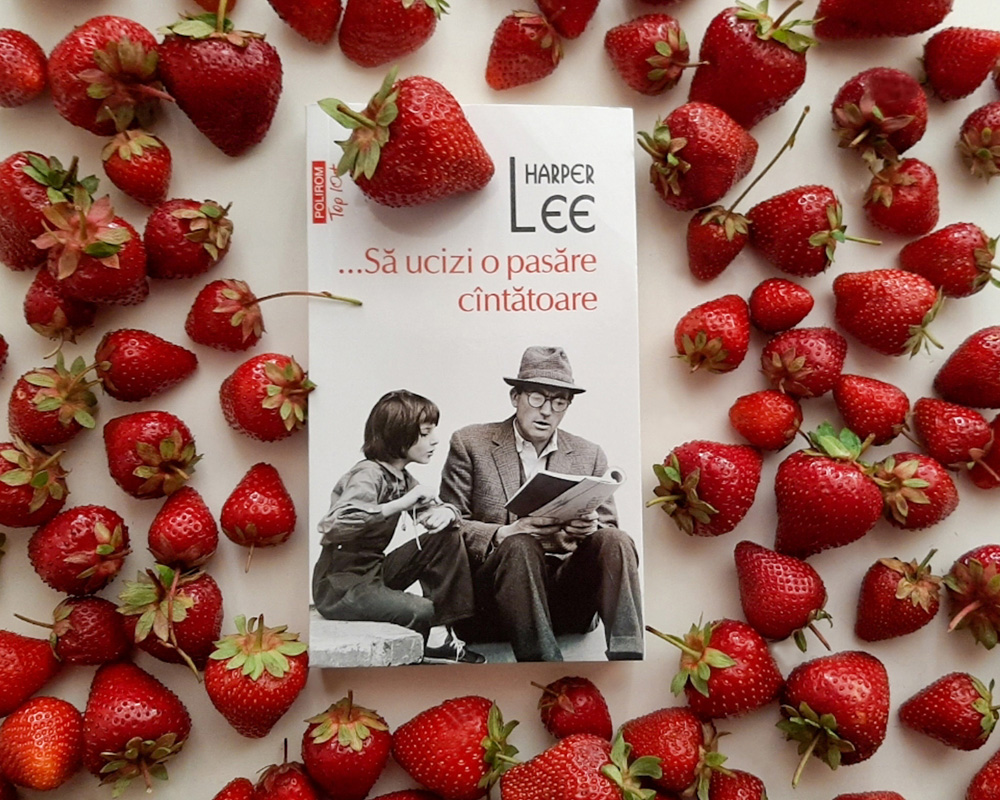 HARPER
LEE
...Să ucizi o pasăre
cîntătoare
POLIROM
Top 10+